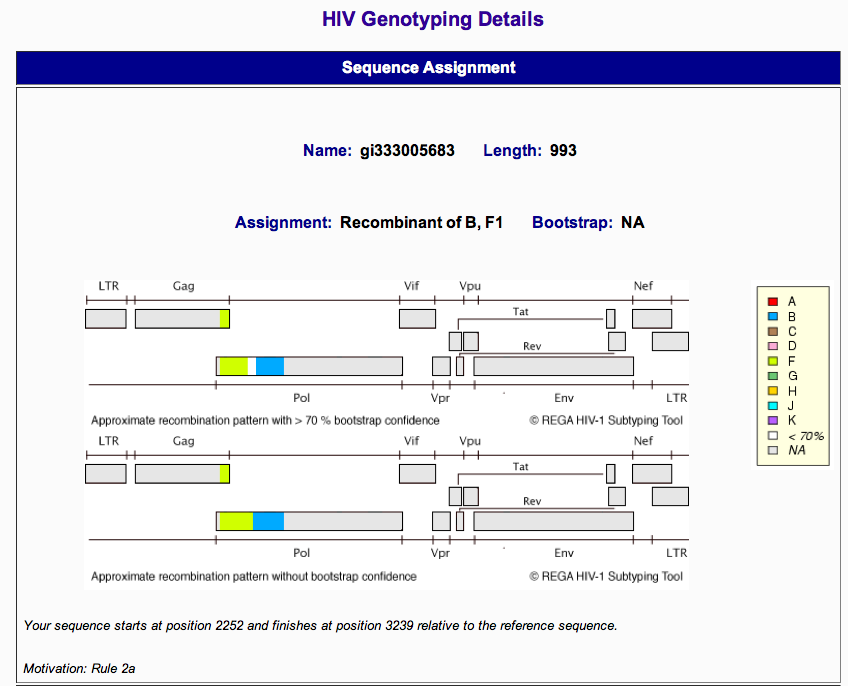 HIV Genotyping Details
Sequence Assignment
Name: gi333005683 Length: 993
Assignment: Recombinant of B, F1 Bootstrap: NA
LTR Gag Vif Vpu Nef
Tat
Rev
Pol Vpr Env LTR
Approximate recombination pattern with > 70 % bootstrap confidence © REGA HIV-1 Subtyping Tool
LTR Gag Vif Vpu Nef
Tat
Rev
Pol Vpr Env LTR
Approximate recombination pattern without bootstrap confidence © REGA HIV-1 Subtyping Tool
A
B
C
D
F
G
H
J
K
< 70%
NA
Your sequence starts at position 2252 and finishes at position 3239 relative to the reference sequence.
Motivation: Rule 2a